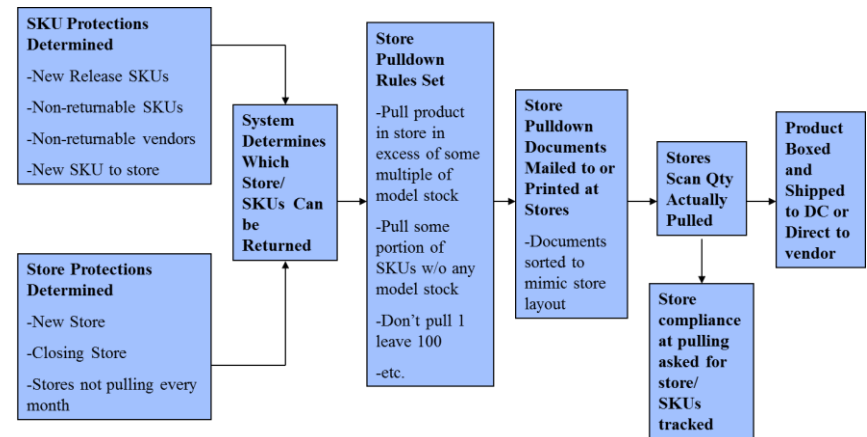 SKU Protections
Determined
-New Release SKUs
-Non-returnable SKUs
-Non-returnable vendors
-New SKU to store
Store Protections
Determined
-New Store
-Closing Store
-Stores not pulling every
month
System
Determines
Which
Store/
SKUs Can
be
Returned
Store
Pulldown
Rules Set
-Pull product
in store in
excess of some
multiple of
model stock
-Pull some
portion of
SKUs w/o any
model stock
-Don't pull 1
leave 100
-etc.
Store
Pulldown
Documents
Mailed to or
Printed at
Stores
-Documents
sorted to
mimic store
layout
Stores
Scan Qty
Actually
Pulled
Product
Boxed
and
Shipped
to DC or
Direct to
vendor
Store
compliance
at pulling
asked for
store/
SKUs
tracked